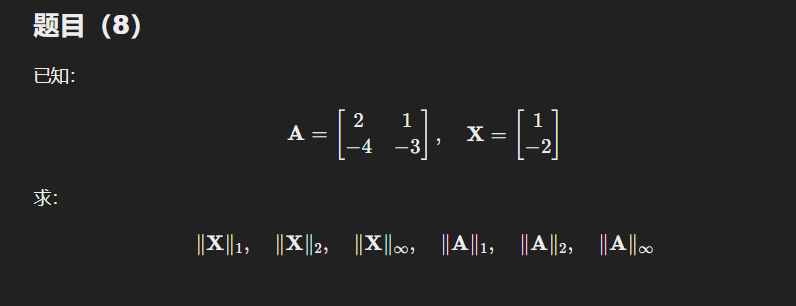 题目（8）
已知:
A = [2 1; −4 −3], X = [1; −2]
求:
‖X‖₁, ‖X‖₂, ‖X‖∞, ‖A‖₁, ‖A‖₂, ‖A‖∞